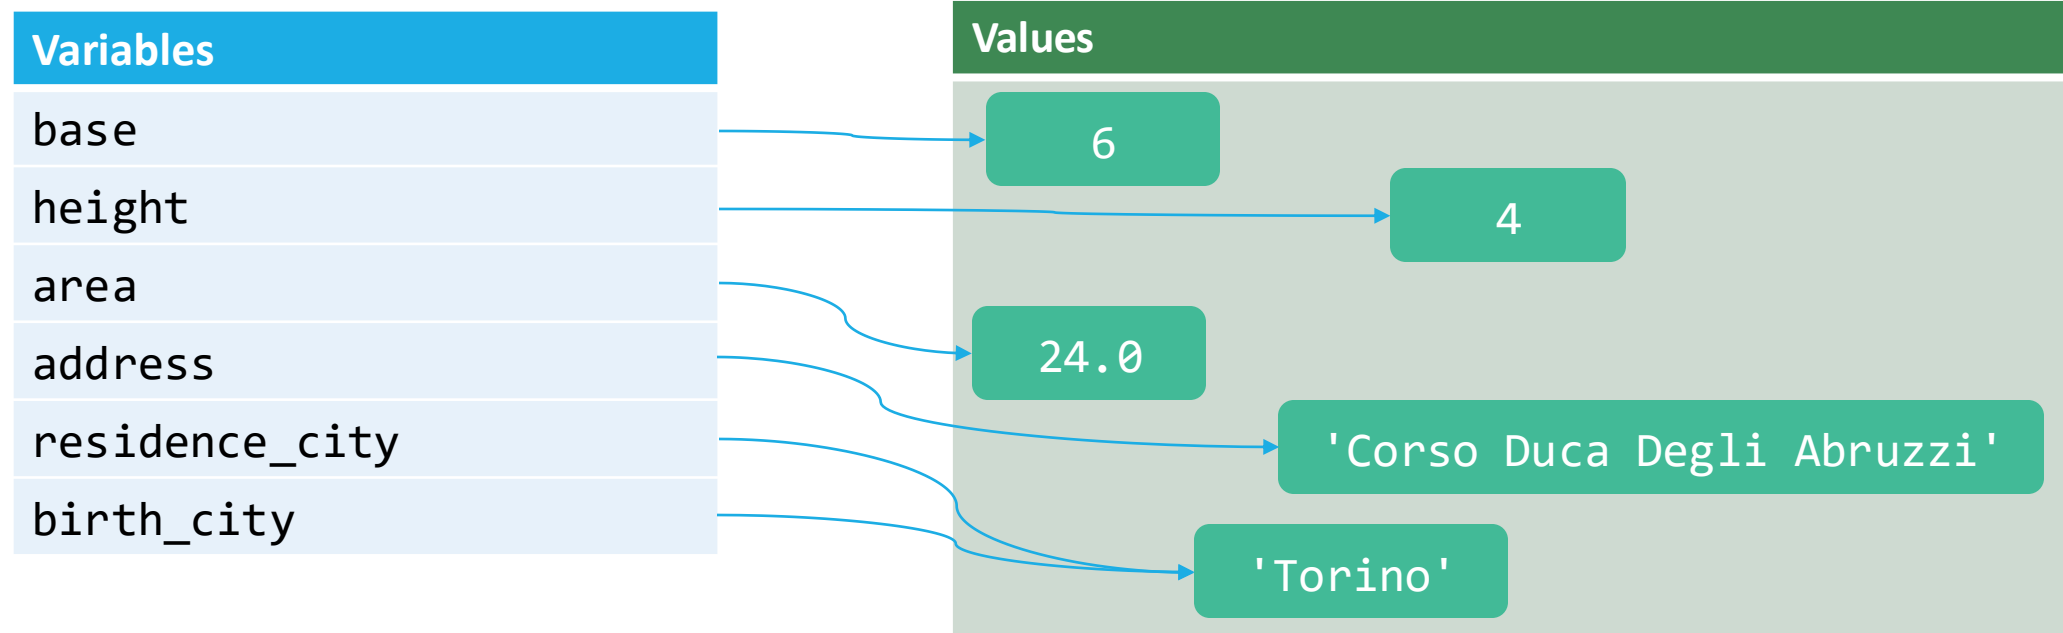 Variables
base
height
area
address
residence_city
birth_city
Values
6
4
24.0
'Corso Duca Degli Abruzzi'
'Torino'